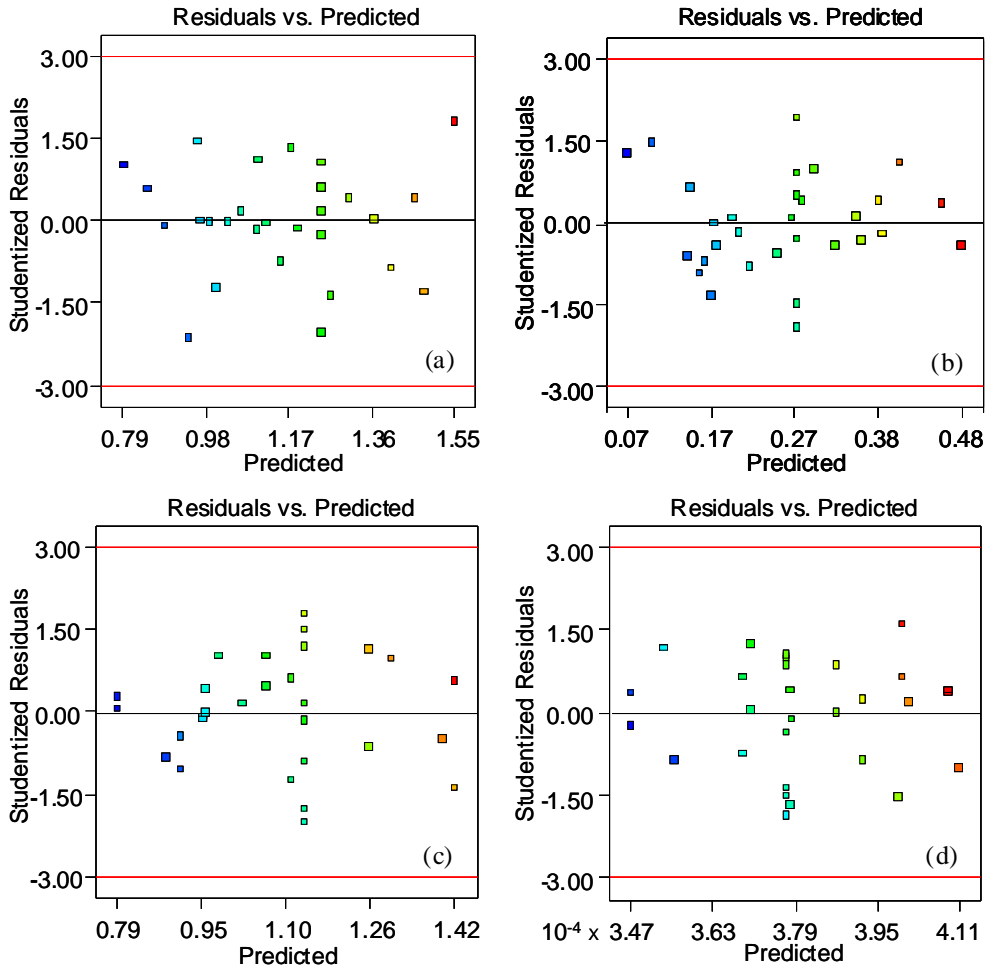 Residuals vs. Predicted
Studentized Residuals
3.00
1.50
0.00
-1.50
-3.00
(a)
0.79 0.98 1.17 1.36 1.55
Predicted
Residuals vs. Predicted
Studentized Residuals
3.00
1.50
0.00
-1.50
-3.00
(b)
0.07 0.17 0.27 0.38 0.48
Predicted
Residuals vs. Predicted
Studentized Residuals
3.00
1.50
0.00
-1.50
-3.00
(c)
0.79 0.95 1.10 1.26 1.42
Predicted
Residuals vs. Predicted
Studentized Residuals
3.00
1.50
0.00
-1.50
-3.00
(d)
10⁻⁴ x 3.47 3.63 3.79 3.95 4.11
Predicted